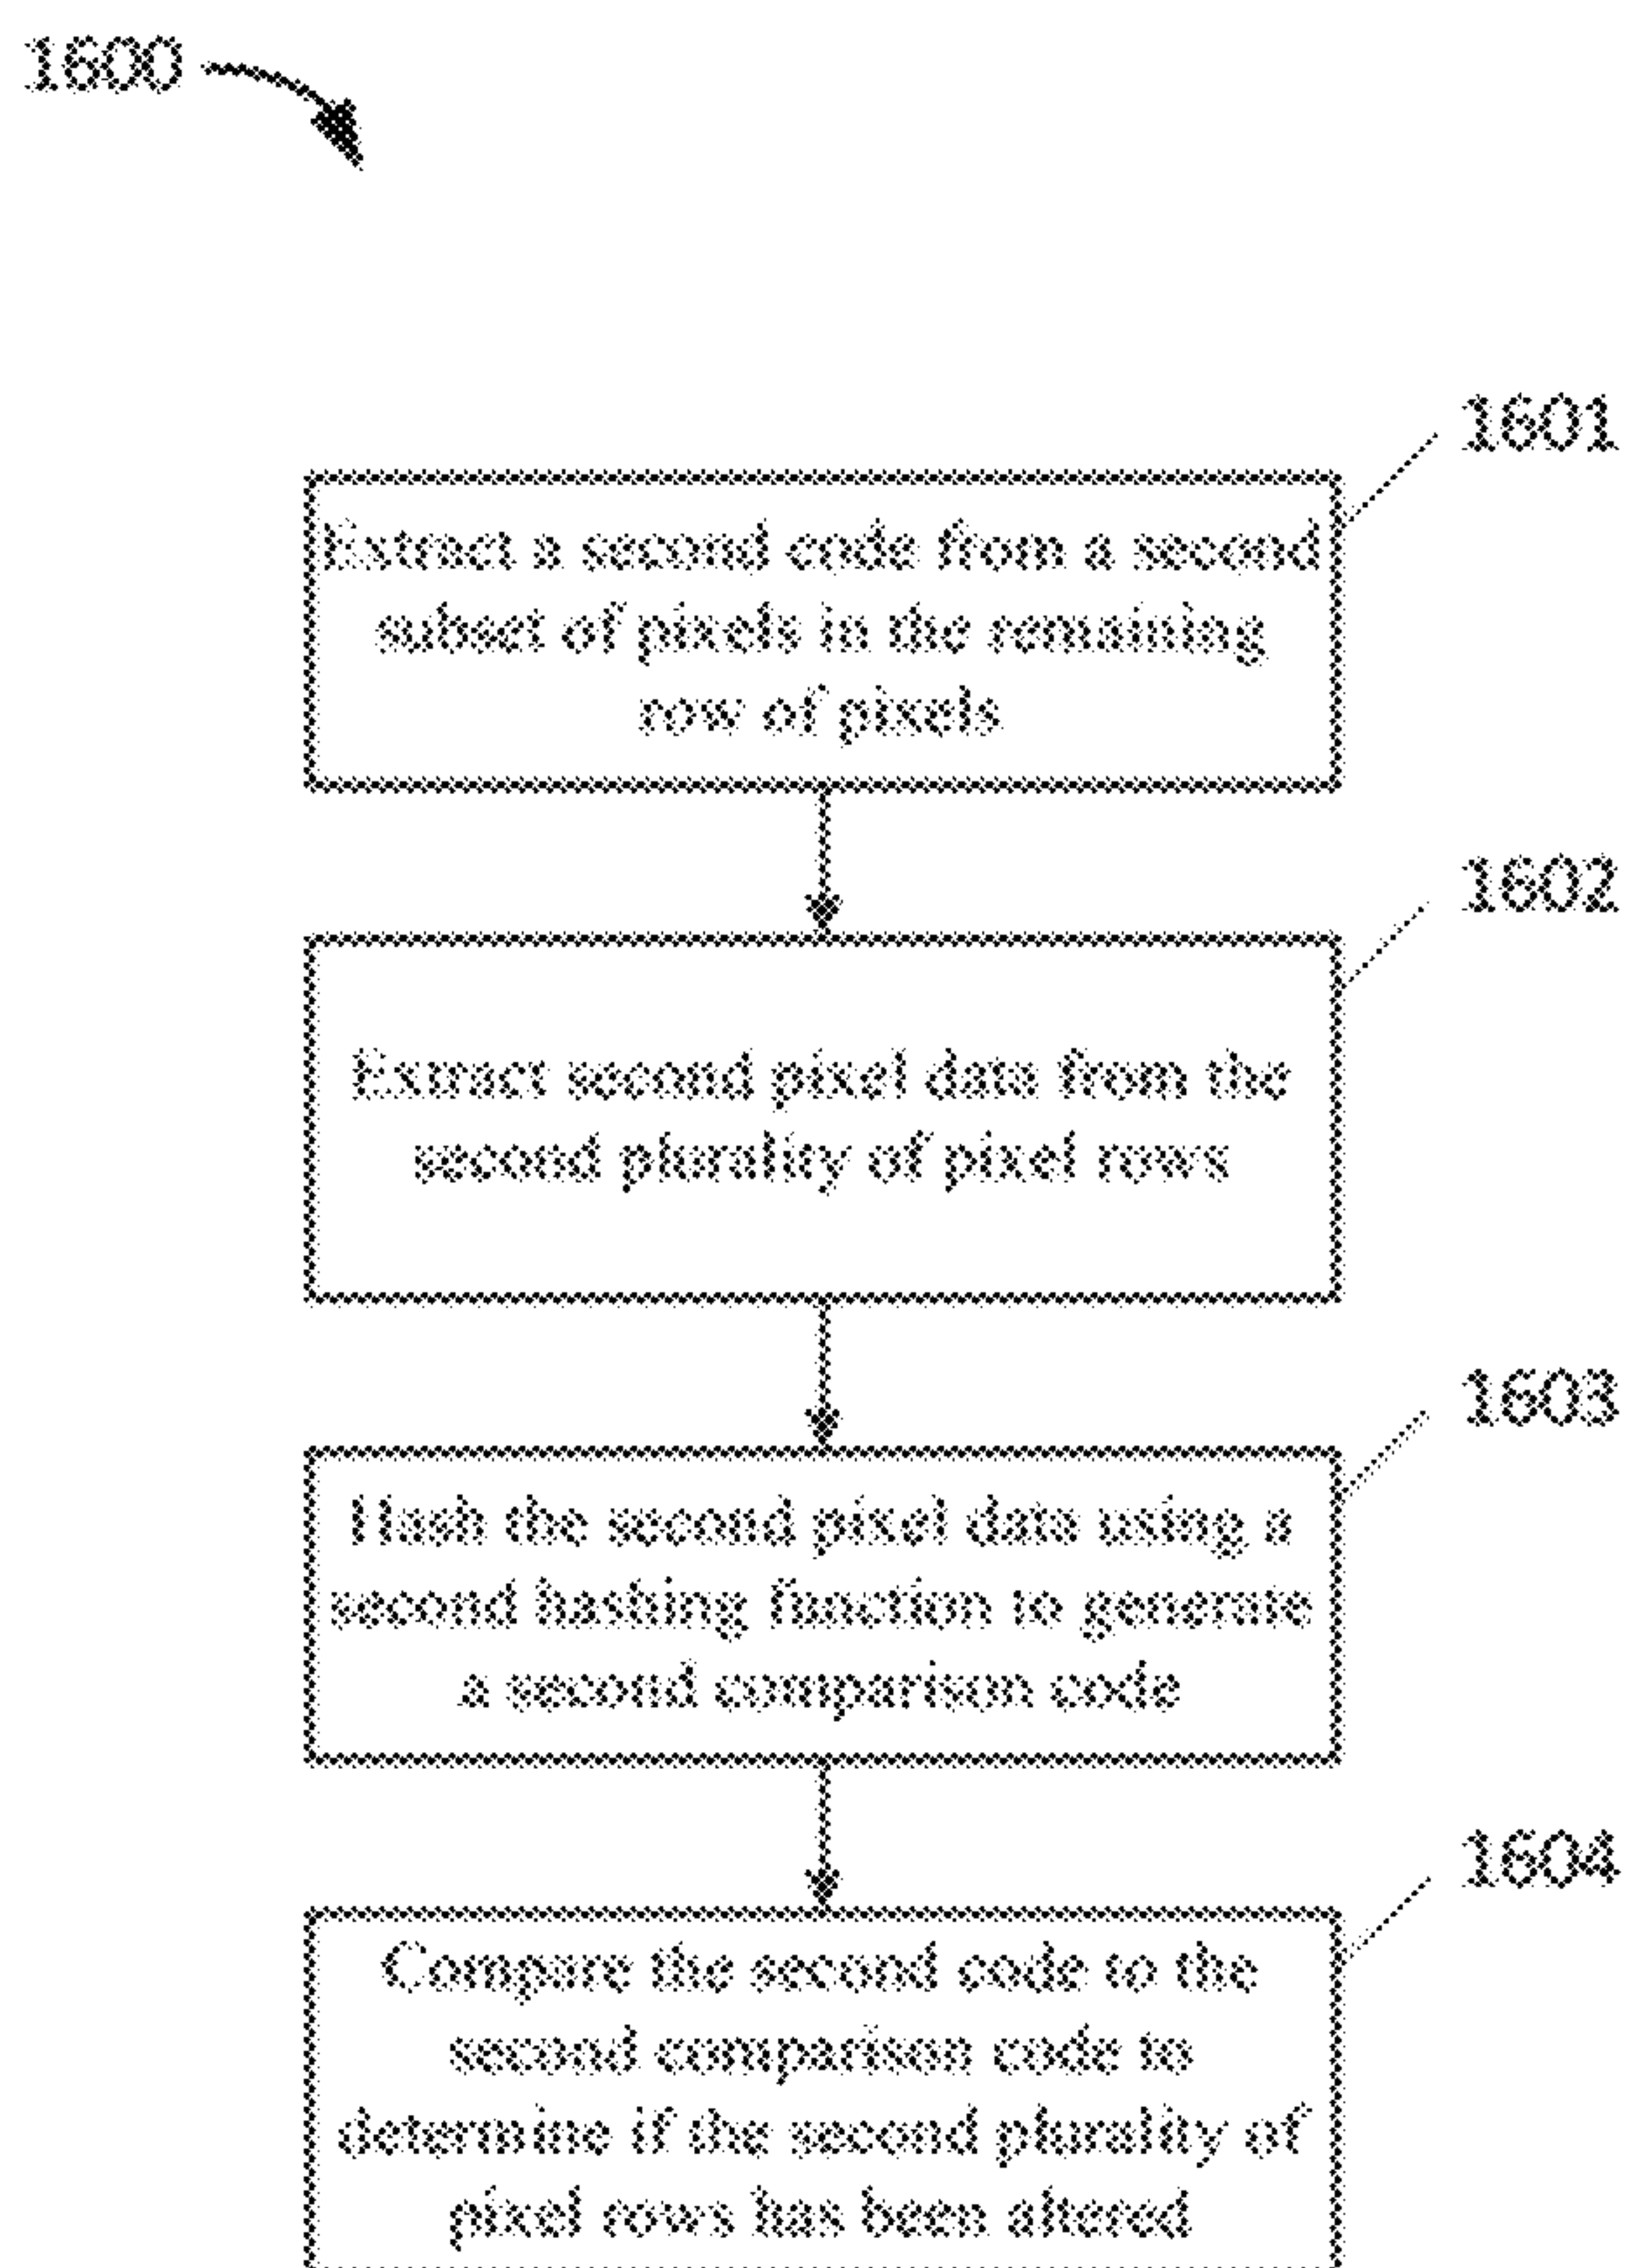 1600
1601
Extract a second code from a second
subset of pixels in the remaining
row of pixels
1602
Extract second pixel data from the
second plurality of pixel rows
1603
Hash the second pixel data using a
second hashing function to generate
a second comparison code
1604
Compare the second code to the
second comparison code to
determine if the second plurality of
pixel rows has been altered